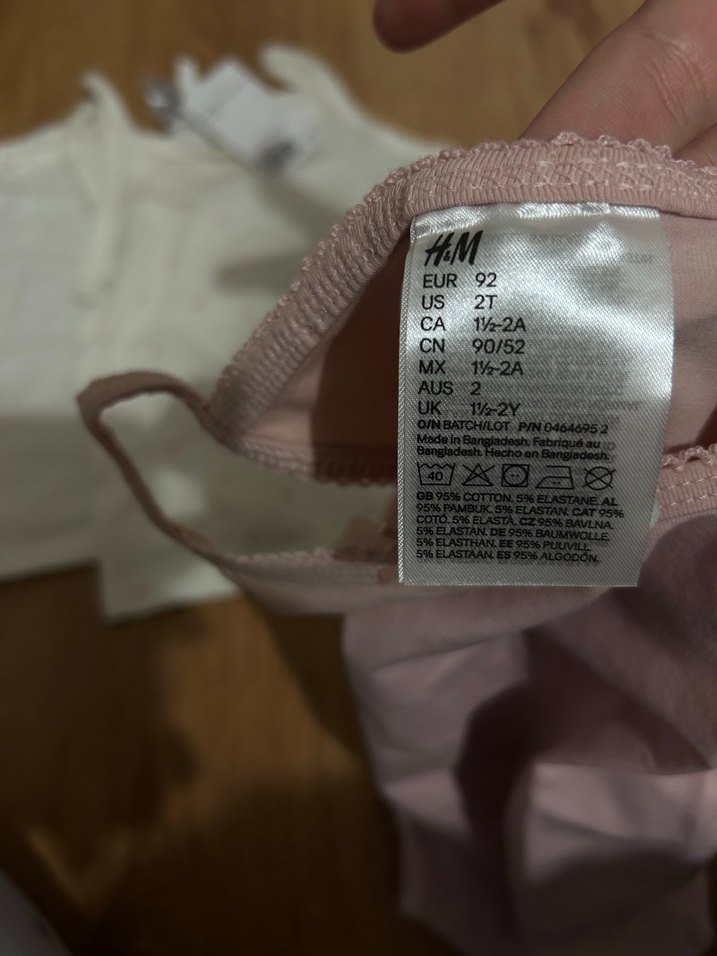 H&M
EUR 92
US 2T
CA 1½-2A
CN 90/52
MX 1½-2A
AUS 2
UK 1½-2Y
O/N BATCH/LOT P/N 0464695 2
Made in Bangladesh. Fabriqué au
Bangladesh. Hecho en Bangladesh.
40
GB 95% COTTON. 5% ELASTANE. AL
95% PAMBUK. 5% ELASTAN. CAT 95%
COTÓ. 5% ELASTÀ. CZ 95% BAVLNA.
5% ELASTAN. DE 95% BAUMWOLLE.
5% ELASTHAN. EE 95% PUUVILL.
5% ELASTAAN. ES 95% ALGODÓN.